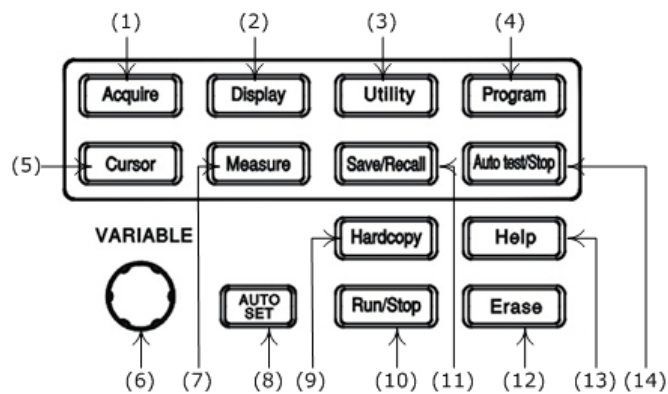 (1) (2) (3) (4)
Acquire Display Utility Program
(5) Cursor Measure Save/Recall Auto test/Stop
VARIABLE Hardcopy Help
AUTO SET Run/Stop Erase
(6) (7) (8) (9) (10) (11) (12) (13) (14)